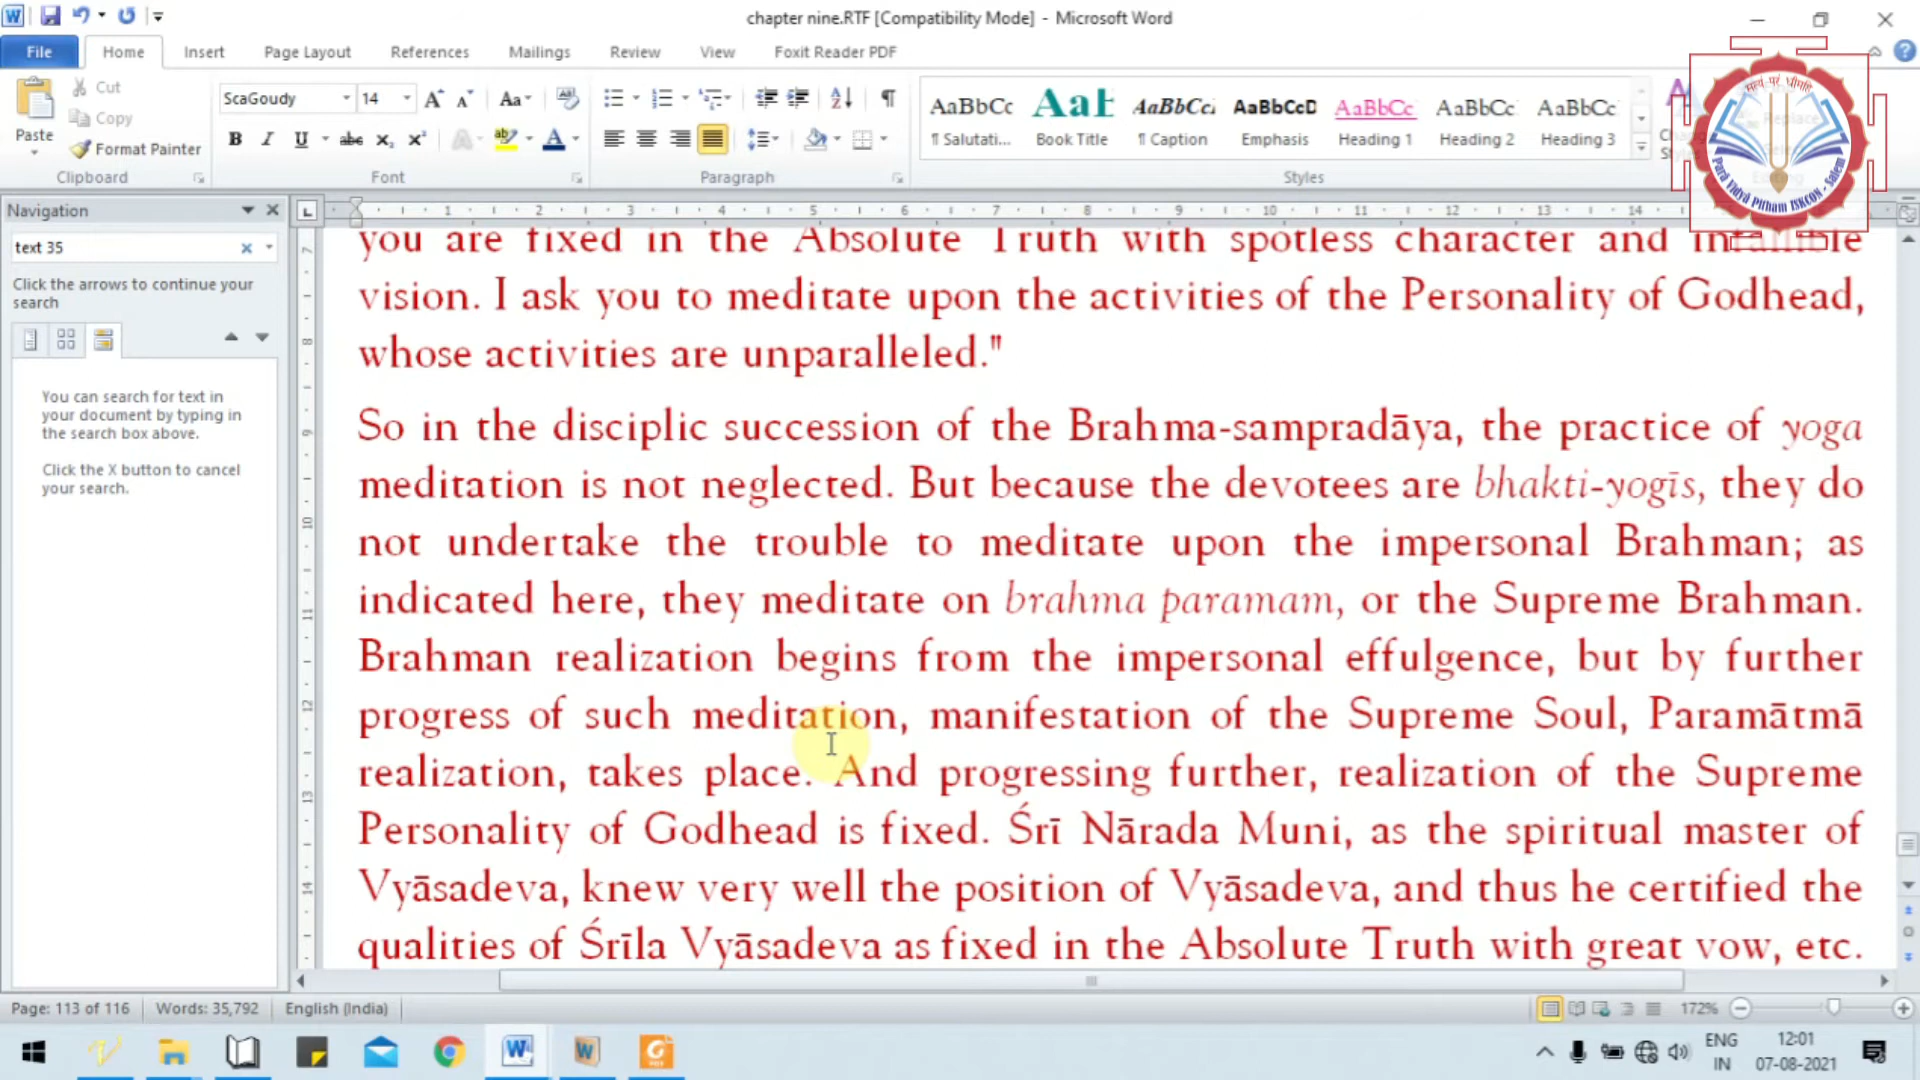 chapter nine.RTF [Compatibility Mode] - Microsoft Word
File Home Insert Page Layout References Mailings Review View Foxit Reader PDF
Cut
Copy
Format Painter
Paste
Clipboard
ScaGoudy 14
Font
Paragraph
AaBbCc AaB AaBbCc AaBbCcD AaBbCc AaBbCc AaBbCc
¶ Salutati... Book Title ¶ Caption Emphasis Heading 1 Heading 2 Heading 3
Styles
Para Vidya Pitham ISKCON - Salem
Navigation
text 35
Click the arrows to continue your
search
You can search for text in
your document by typing in
the search box above.
Click the X button to cancel
your search.
you are fixed in the Absolute Truth with spotless character and infallible
vision. I ask you to meditate upon the activities of the Personality of Godhead,
whose activities are unparalleled."
So in the disciplic succession of the Brahma-sampradāya, the practice of yoga
meditation is not neglected. But because the devotees are bhakti-yogīs, they do
not undertake the trouble to meditate upon the impersonal Brahman; as
indicated here, they meditate on brahma paramam, or the Supreme Brahman.
Brahman realization begins from the impersonal effulgence, but by further
progress of such meditation, manifestation of the Supreme Soul, Paramātmā
realization, takes place. And progressing further, realization of the Supreme
Personality of Godhead is fixed. Śrī Nārada Muni, as the spiritual master of
Vyāsadeva, knew very well the position of Vyāsadeva, and thus he certified the
qualities of Śrīla Vyāsadeva as fixed in the Absolute Truth with great vow, etc.
Page: 113 of 116 Words: 35,792 English (India) 172%
ENG
IN
12:01
07-08-2021